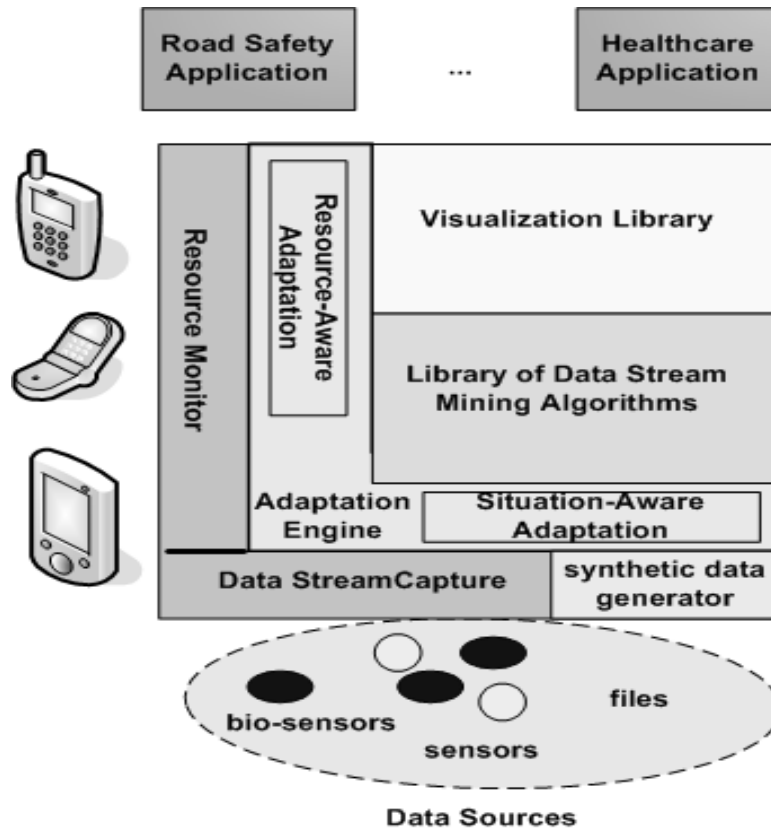 Road Safety
Application
...
Healthcare
Application
Resource Monitor
Resource-Aware
Adaptation
Visualization Library
Library of Data Stream
Mining Algorithms
Adaptation
Engine
Situation-Aware
Adaptation
Data StreamCapture
synthetic data
generator
bio-sensors
sensors
files
Data Sources